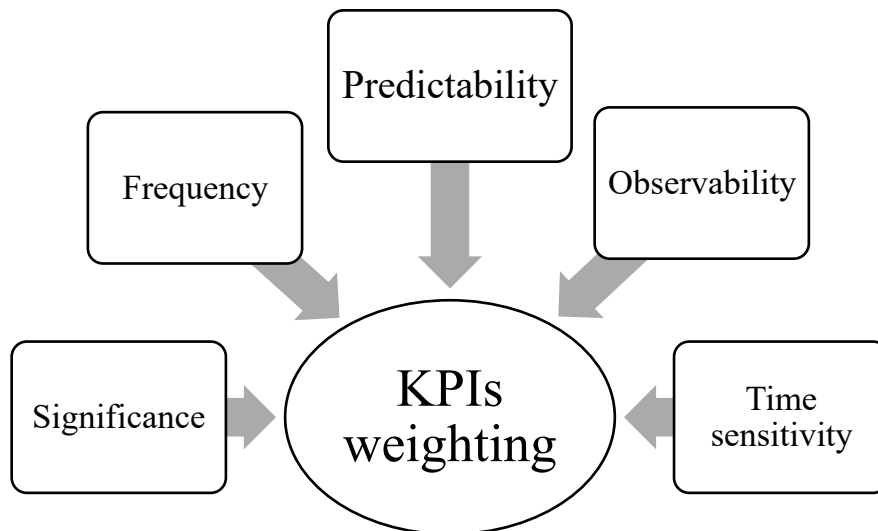 Predictability
Frequency
Observability
Significance
KPIs
weighting
Time
sensitivity